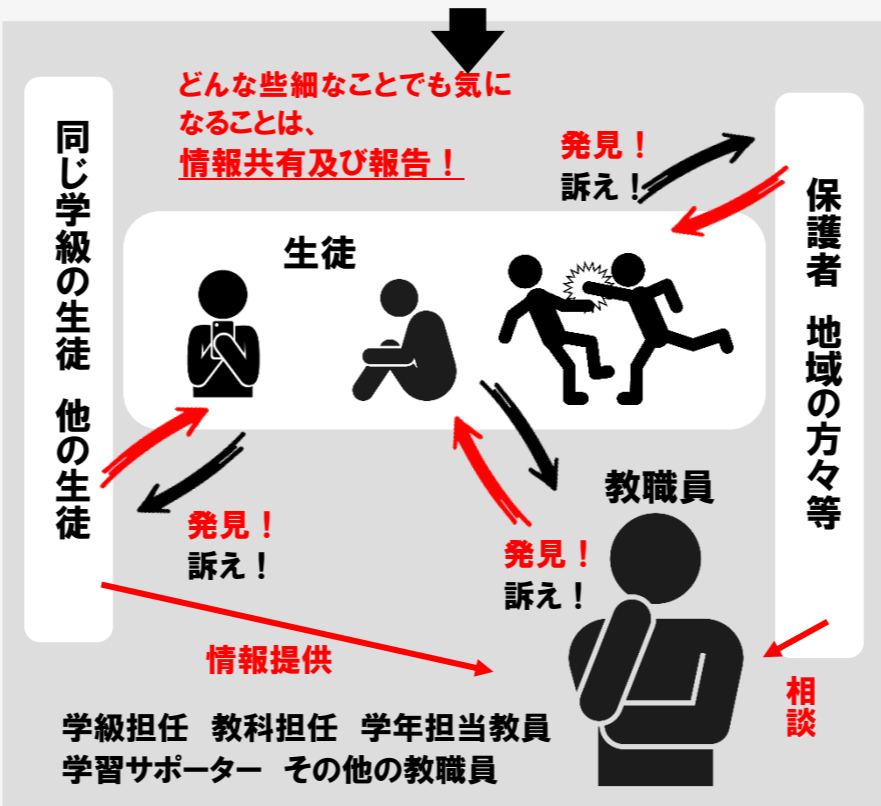 どんな些細なことでも気に
なることは、
情報共有及び報告！
発見！
訴え！
同じ学級の生徒　他の生徒
生徒
保護者　地域の方々等
発見！
訴え！
教職員
発見！
訴え！
情報提供
相談
学級担任　教科担任　学年担当教員
学習サポーター　その他の教職員